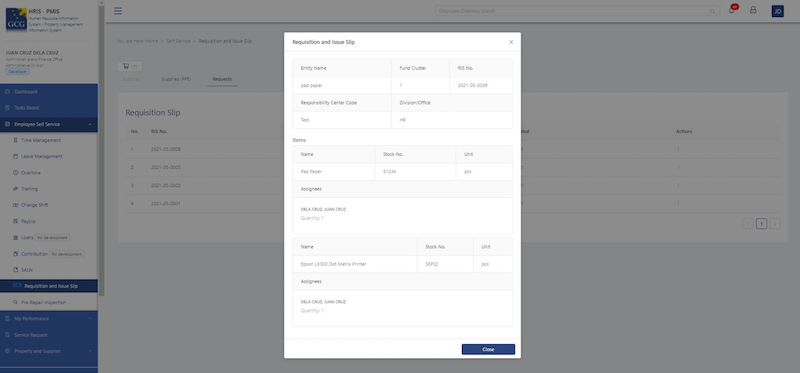 HRIS - PMIS
Human Resource Information
System - Property Management
Information System
GCG
JUAN CRUZ DELA CRUZ
Administrative and Finance Office
Administrative Division
Developer
Dashboard
Tasks Board
Employee Self Service
Time Management
Leave Management
Overtime
Training
Change Shift
Payslip
Loans For development
Contribution For development
SALN
Requisition and Issue Slip
Pre Repair Inspection
My Performance
Service Request
Property and Supplies
Employee Directory Search
JD
You are here: Home > Self Service > Requisition and Issue Slip
Supplies
Supplies (PPE)
Requests
Requisition Slip
No.
RIS No.
Actions
1
2021-05-0009
2
2021-05-0003
3
2021-05-0002
4
2021-05-0001
< 1 >
Requisition and Issue Slip
×
Entity Name
Fund Cluster
RIS No.
pad paper
1
2021-05-0009
Responsibility Center Code
Division/Office
Test
HR
Items
Name
Stock No.
Unit
Pad Paper
S1234
pcs
Assignees
DELA CRUZ, JUAN CRUZ
Quantity: 1
Name
Stock No.
Unit
Epson LX300 Dot Matrix Printer
SEP02
pcs
Assignees
DELA CRUZ, JUAN CRUZ
Quantity: 1
Close